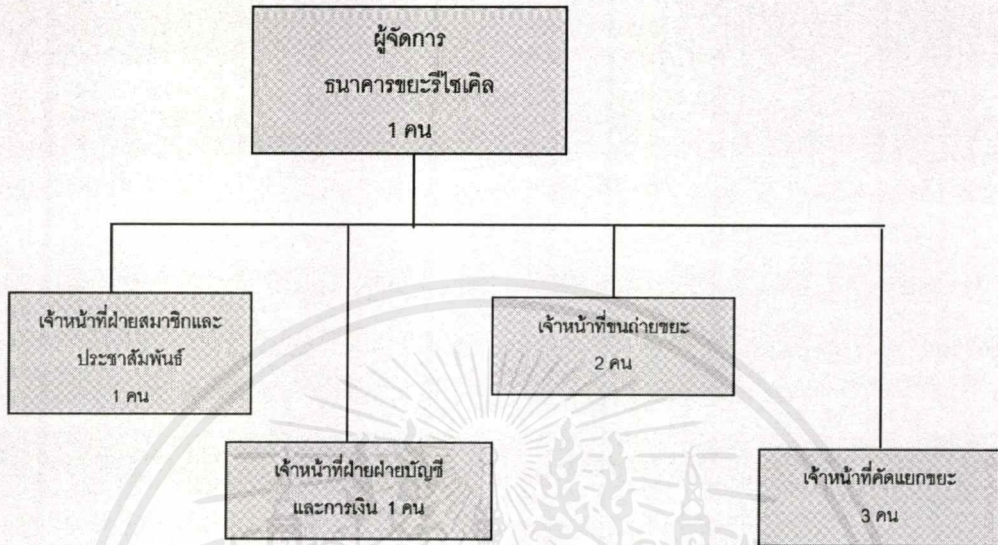 ผู้จัดการ
ธนาคารขยะรีไซเคิล
1 คน
เจ้าหน้าที่ฝ่ายสมาชิกและ
ประชาสัมพันธ์
1 คน
เจ้าหน้าที่ขนถ่ายขยะ
2 คน
เจ้าหน้าที่ฝ่ายฝ่ายบัญชี
และการเงิน 1 คน
เจ้าหน้าที่คัดแยกขยะ
3 คน